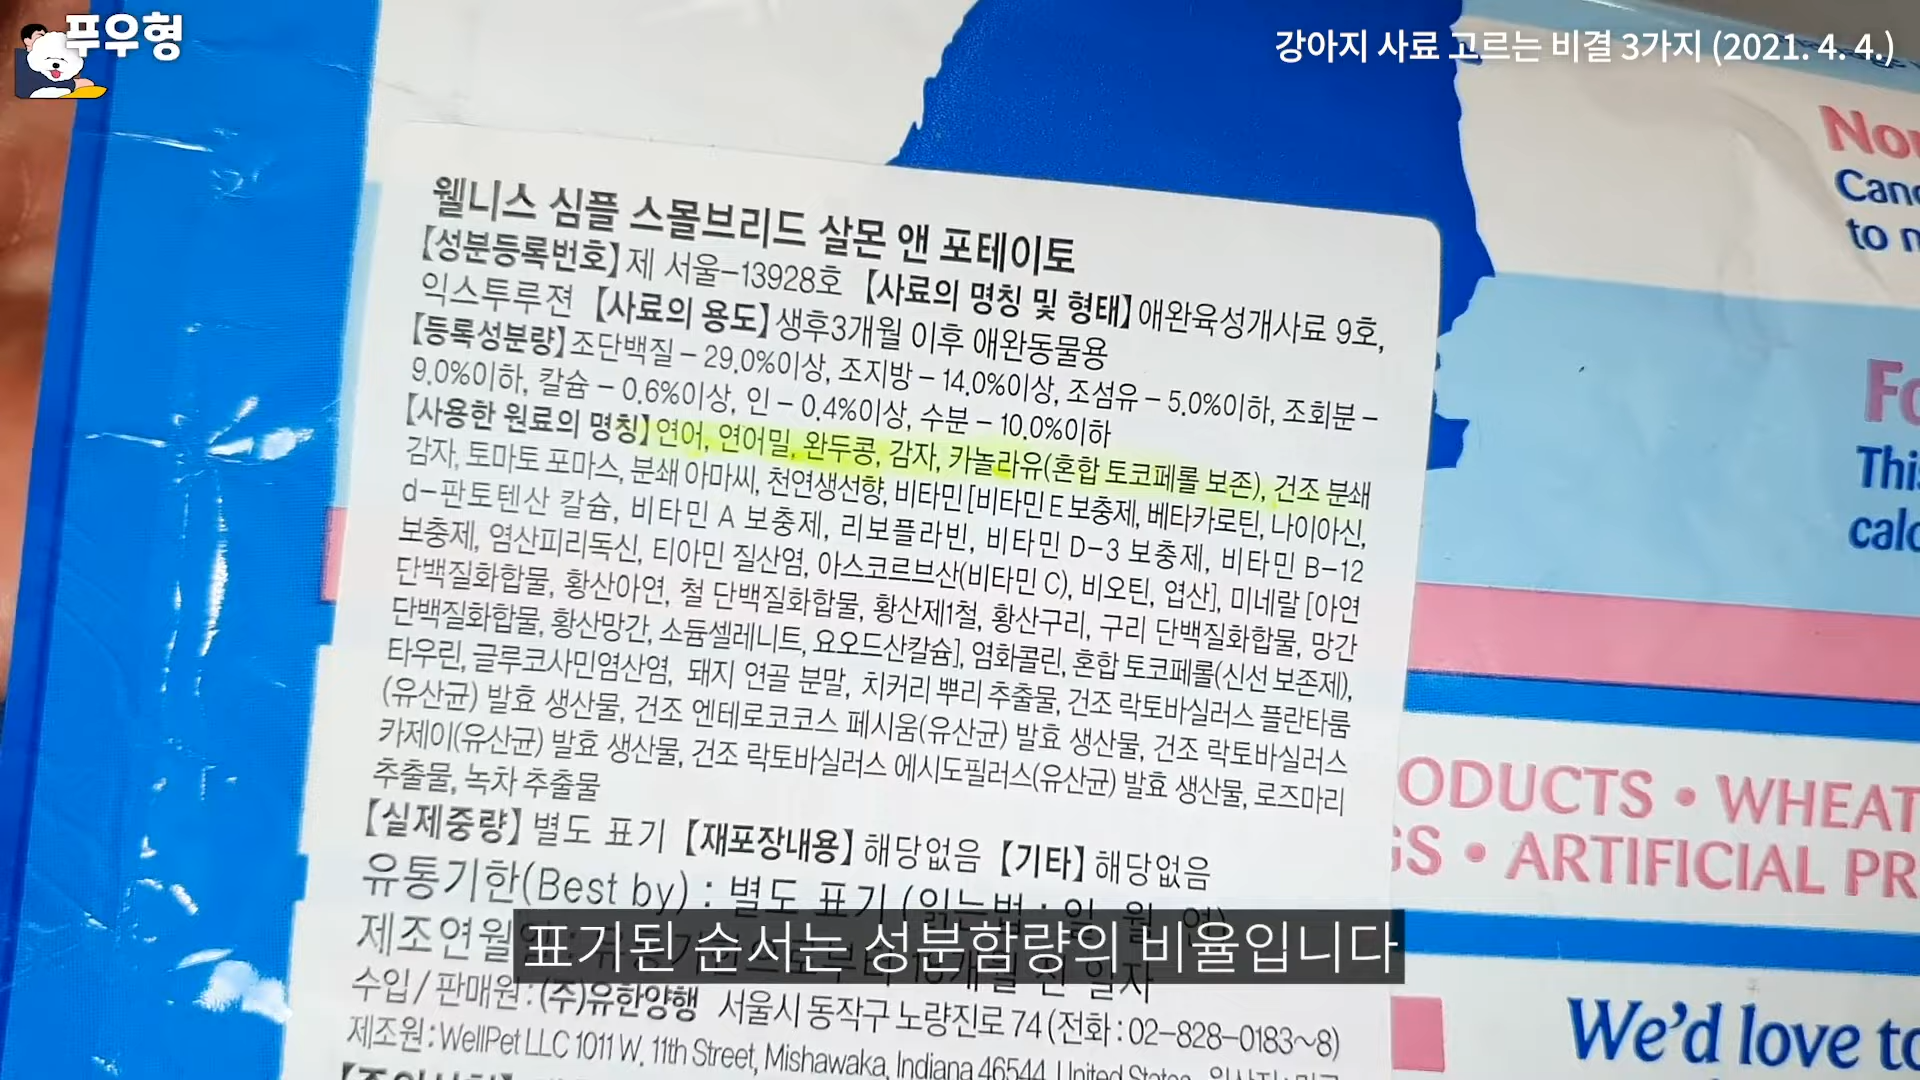 푸우형
강아지 사료 고르는 비결 3가지 (2021. 4. 4.)
웰니스 심플 스몰브리드 살몬 앤 포테이토
【성분등록번호】제 서울-13928호 【사료의 명칭 및 형태】애완육성개사료 9호,
익스투루젼 【사료의 용도】생후3개월 이후 애완동물용
【등록성분량】조단백질 - 29.0%이상, 조지방 - 14.0%이상, 조섬유 - 5.0%이하, 조회분 -
9.0%이하, 칼슘 - 0.6%이상, 인 - 0.4%이상, 수분 - 10.0%이하
【사용한 원료의 명칭】연어, 연어밀, 완두콩, 감자, 카놀라유(혼합 토코페롤 보존), 건조 분쇄
감자, 토마토 포마스, 분쇄 아마씨, 천연생선향, 비타민[비타민 E 보충제, 베타카로틴, 나이아신,
d-판토텐산 칼슘, 비타민 A 보충제, 리보플라빈, 비타민 D-3 보충제, 비타민 B-12
보충제, 염산피리독신, 티아민 질산염, 아스코르브산(비타민 C), 비오틴, 엽산], 미네랄 [아연
단백질화합물, 황산아연, 철 단백질화합물, 황산제1철, 황산구리, 구리 단백질화합물, 망간
단백질화합물, 황산망간, 소듐셀레니트, 요오드산칼슘], 염화콜린, 혼합 토코페롤(신선 보존제),
타우린, 글루코사민염산염, 돼지 연골 분말, 치커리 뿌리 추출물, 건조 락토바실러스 플란타룸
(유산균) 발효 생산물, 건조 엔테로코코스 페시움(유산균) 발효 생산물, 건조 락토바실러스
카제이(유산균) 발효 생산물, 건조 락토바실러스 에시도필러스(유산균) 발효 생산물, 로즈마리
추출물, 녹차 추출물
【실제중량】별도 표기 【재포장내용】해당없음 【기타】해당없음
유통기한(Best by) : 별도 표기
제조연월일
표기된 순서는 성분함량의 비율입니다
수입 / 판매원 : (주)유한양행 서울시 동작구 노량진로 74 (전화 : 02-828-0183~8)
제조원 : WellPet LLC 1011 W. 11th Street, Mishawaka, Indiana 46544, United States
to
Fo
This
ODUCTS • WHEAT
GS • ARTIFICIAL PR
We'd love to